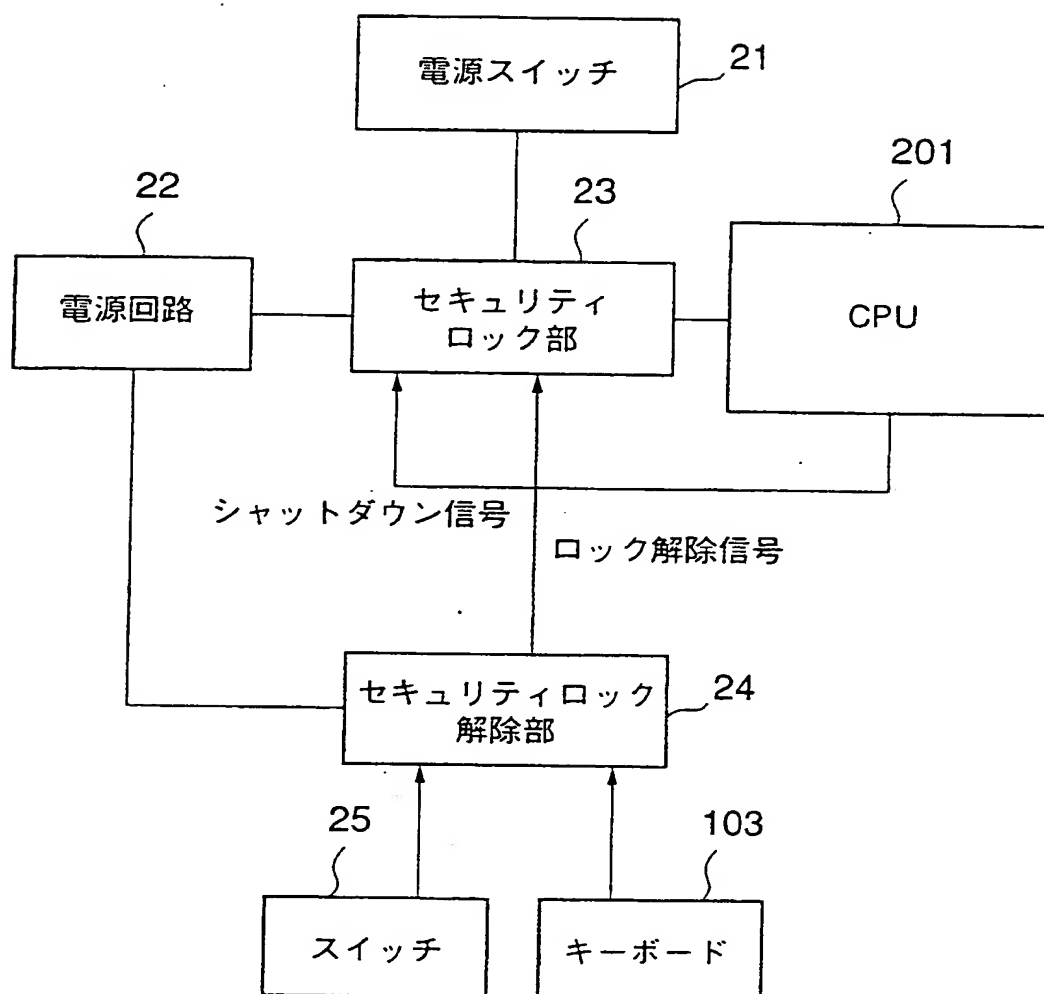 電源スイッチ
21
201
22
23
電源回路
セキュリティ
ロック部
CPU
シャットダウン信号
ロック解除信号
セキュリティロック
解除部
24
25
103
スイッチ
キーボード